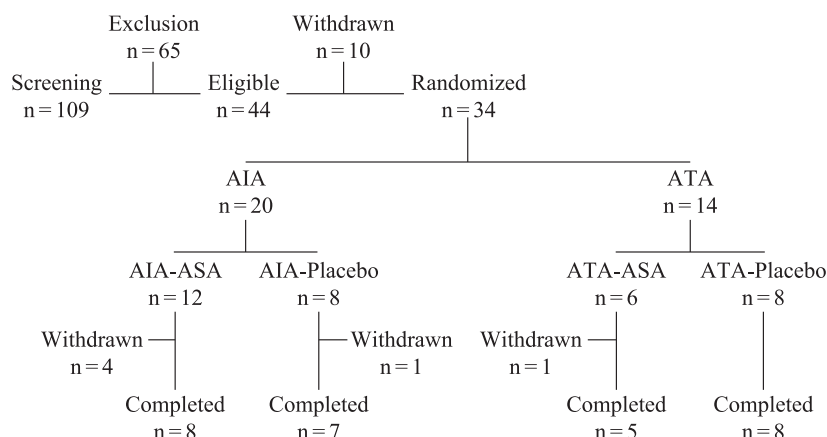 Exclusion
n=65
Withdrawn
n=10
Screening
n=109
Eligible
n=44
Randomized
n=34
AIA
n=20
ATA
n=14
AIA-ASA
n=12
AIA-Placebo
n=8
ATA-ASA
n=6
ATA-Placebo
n=8
Withdrawn
n=4
Withdrawn
n=1
Withdrawn
n=1
Completed
n=8
Completed
n=7
Completed
n=5
Completed
n=8